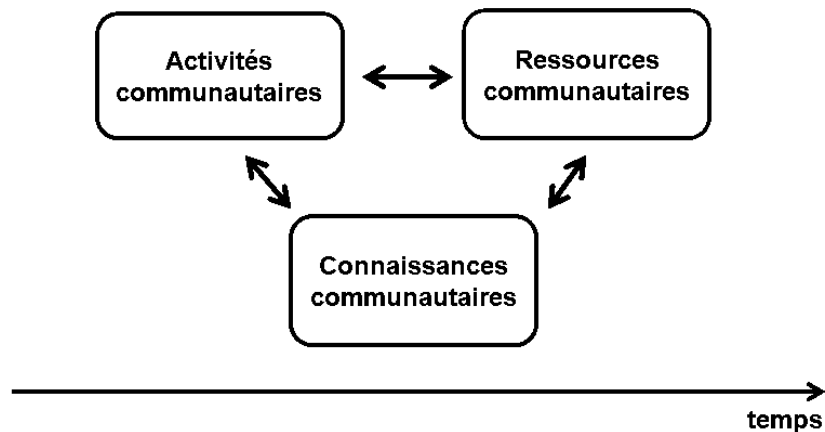 Activités
communautaires
Ressources
communautaires
Connaissances
communautaires
temps